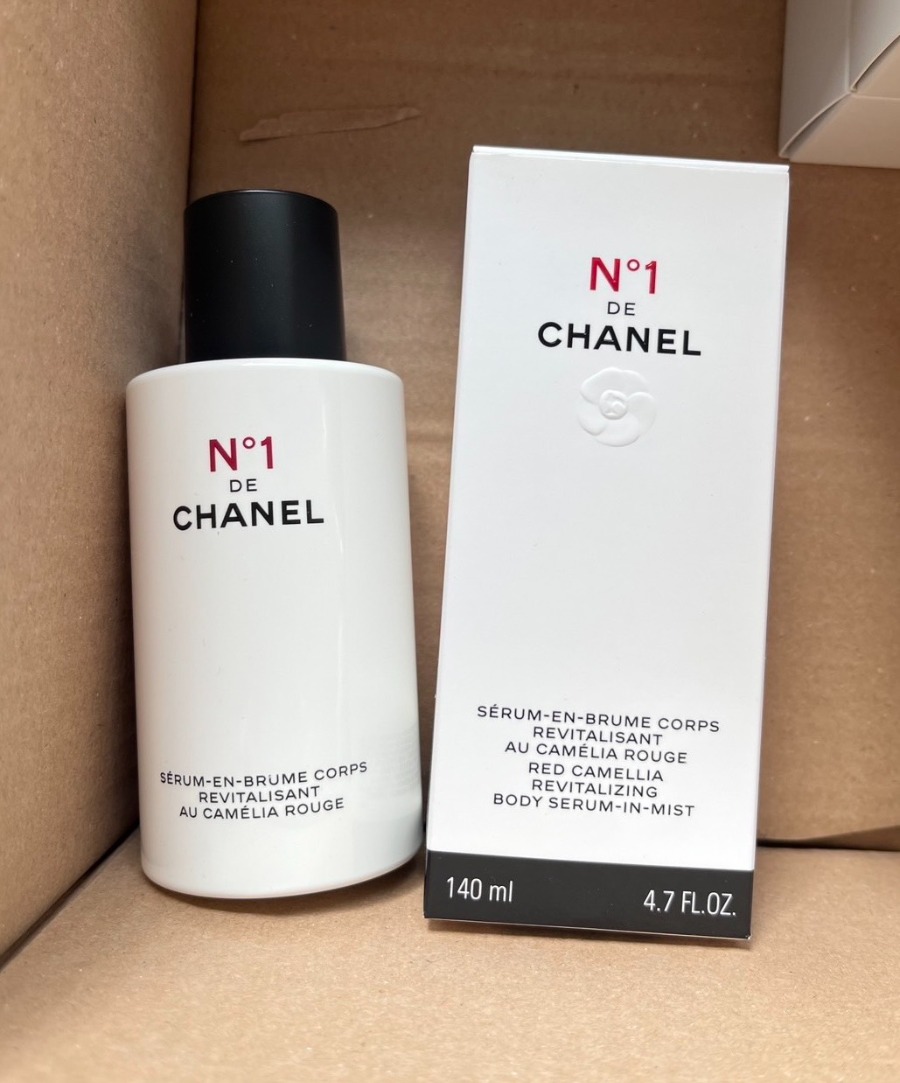 N°1
DE
CHANEL
SÉRUM-EN-BRUME CORPS
REVITALISANT
AU CAMÉLIA ROUGE
N°1
DE
CHANEL
SÉRUM-EN-BRUME CORPS
REVITALISANT
AU CAMÉLIA ROUGE
RED CAMELLIA
REVITALIZING
BODY SERUM-IN-MIST
140 ml 4.7 FL.OZ.